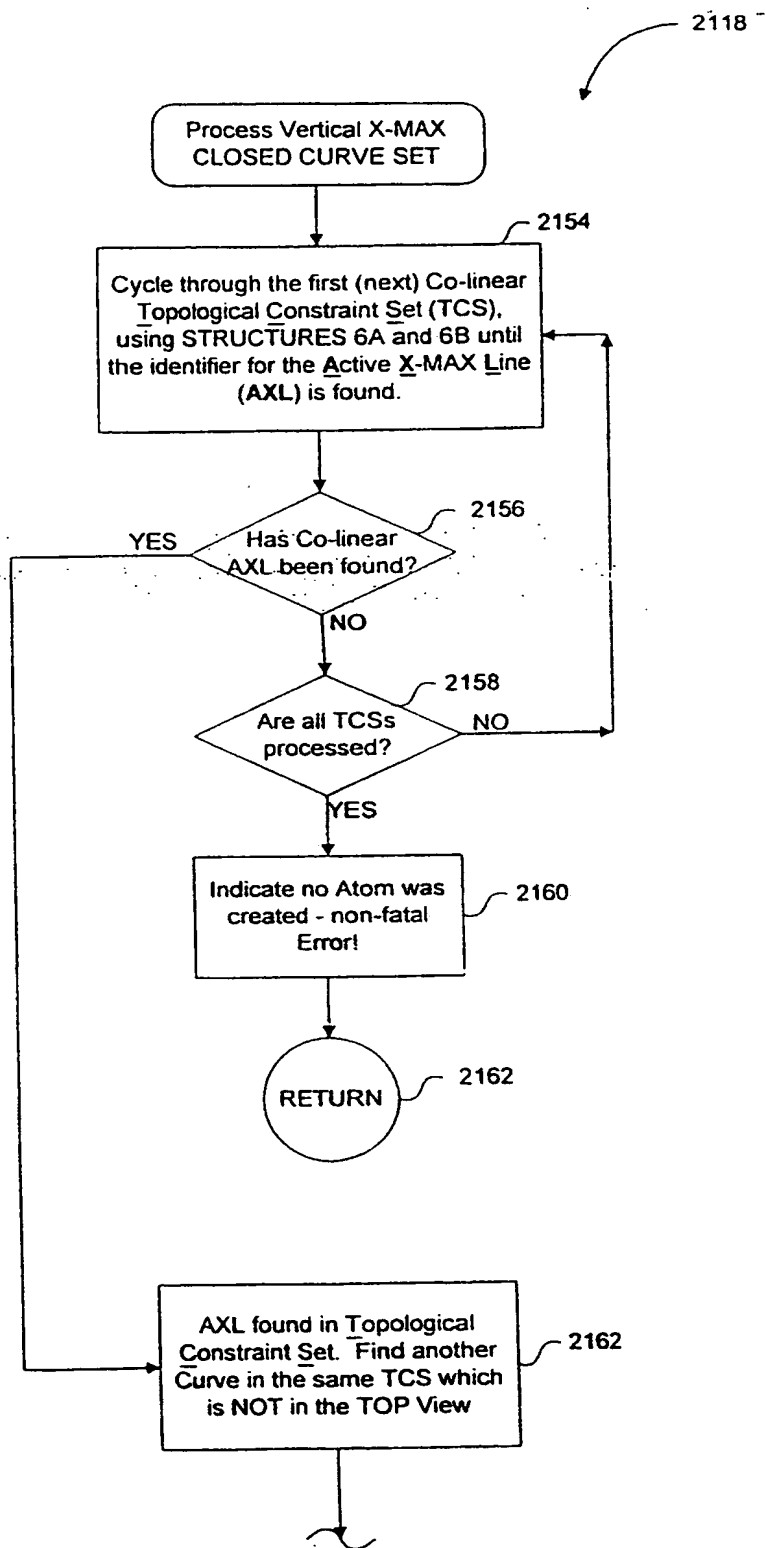 2118
Process Vertical X-MAX
CLOSED CURVE SET
2154
Cycle through the first (next) Co-linear
Topological Constraint Set (TCS),
using STRUCTURES 6A and 6B until
the identifier for the Active X-MAX Line
(AXL) is found.
2156
YES
Has Co-linear
AXL been found?
NO
2158
Are all TCSs
processed?
NO
YES
Indicate no Atom was
created - non-fatal
Error!
2160
RETURN
2162
AXL found in Topological
Constraint Set. Find another
Curve in the same TCS which
is NOT in the TOP View
2162